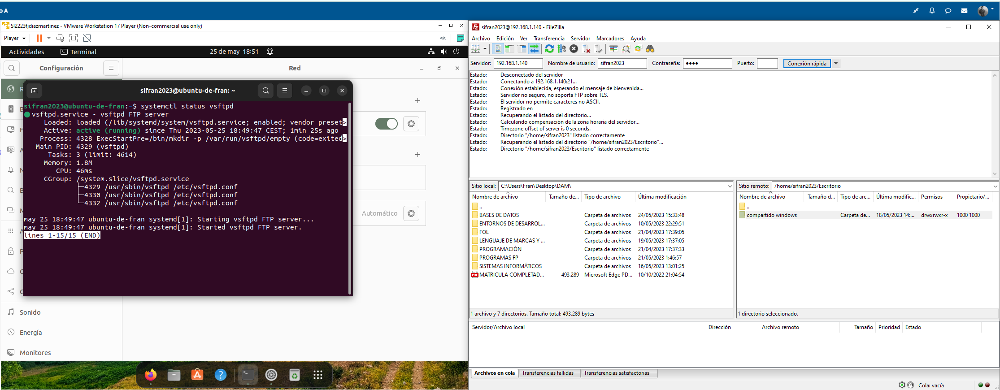 SI2223fjdiazmartinez - VMware Workstation 17 Player (Non-commercial use only)
Player
Actividades
Terminal
25 de may 18:51
Configuración
Red
Automático
Sonido
Energía
Monitores
sifran2023@ubuntu-de-fran: ~
sifran2023@ubuntu-de-fran:~$ systemctl status vsftpd
vsftpd.service - vsftpd FTP server
Loaded: loaded (/lib/systemd/system/vsftpd.service; enabled; vendor preset>
Active: active (running) since Thu 2023-05-25 18:49:47 CEST; 1min 25s ago
Process: 4328 ExecStartPre=/bin/mkdir -p /var/run/vsftpd/empty (code=exited>
Main PID: 4329 (vsftpd)
Tasks: 3 (limit: 4614)
Memory: 1.8M
CPU: 46ms
CGroup: /system.slice/vsftpd.service
├─4329 /usr/sbin/vsftpd /etc/vsftpd.conf
├─4330 /usr/sbin/vsftpd /etc/vsftpd.conf
└─4332 /usr/sbin/vsftpd /etc/vsftpd.conf
may 25 18:49:47 ubuntu-de-fran systemd[1]: Starting vsftpd FTP server...
may 25 18:49:47 ubuntu-de-fran systemd[1]: Started vsftpd FTP server.
lines 1-15/15 (END)
sifran2023@192.168.1.140 - FileZilla
Archivo Edición Ver Transferencia Servidor Marcadores Ayuda
Servidor: 192.168.1.140 Nombre de usuario: sifran2023 Contraseña: ●●●● Puerto: Conexión rápida
Estado: Desconectado del servidor
Estado: Conectando a 192.168.1.140:21...
Estado: Conexión establecida, esperando el mensaje de bienvenida...
Estado: Servidor no seguro, no soporta FTP sobre TLS.
Estado: El servidor no permite caracteres no ASCII.
Estado: Registrado en
Estado: Recuperando el listado del directorio...
Estado: Calculando compensación de la zona horaria del servidor...
Estado: Timezone offset of server is 0 seconds.
Estado: Directorio "/home/sifran2023" listado correctamente
Estado: Recuperando el listado del directorio "/home/sifran2023/Escritorio"...
Estado: Directorio "/home/sifran2023/Escritorio" listado correctamente
Sitio local: C:\Users\Fran\Desktop\DAM\
Nombre de archivo Tamaño de... Tipo de archivo Última modificación
..
BASES DE DATOS Carpeta de archivos 24/05/2023 15:33:48
ENTORNOS DE DESARROL... Carpeta de archivos 10/05/2023 22:29:51
FOL Carpeta de archivos 21/04/2023 17:39:05
LENGUAJE DE MARCAS Y ... Carpeta de archivos 19/05/2023 17:37:05
PROGRAMACIÓN Carpeta de archivos 21/04/2023 17:37:33
PROGRAMAS FP Carpeta de archivos 21/05/2023 1:46:57
SISTEMAS INFORMÁTICOS Carpeta de archivos 16/05/2023 13:01:25
MATRICULA COMPLETAD... 493.289 Microsoft Edge PD... 10/10/2022 21:04:54
1 archivo y 7 directorios. Tamaño total: 493.289 bytes
Sitio remoto: /home/sifran2023/Escritorio
Nombre de archivo Tamaño d... Tipo de arc... Última modific... Permisos Propietario/...
..
compartido windows Carpeta de... 18/05/2023 14:... drwxrwxr-x 1000 1000
1 directorio seleccionado.
Servidor/Archivo local Dirección Archivo remoto Tamaño Prioridad Estado
Archivos en cola Transferencias fallidas Transferencias satisfactorias
Cola: vacía